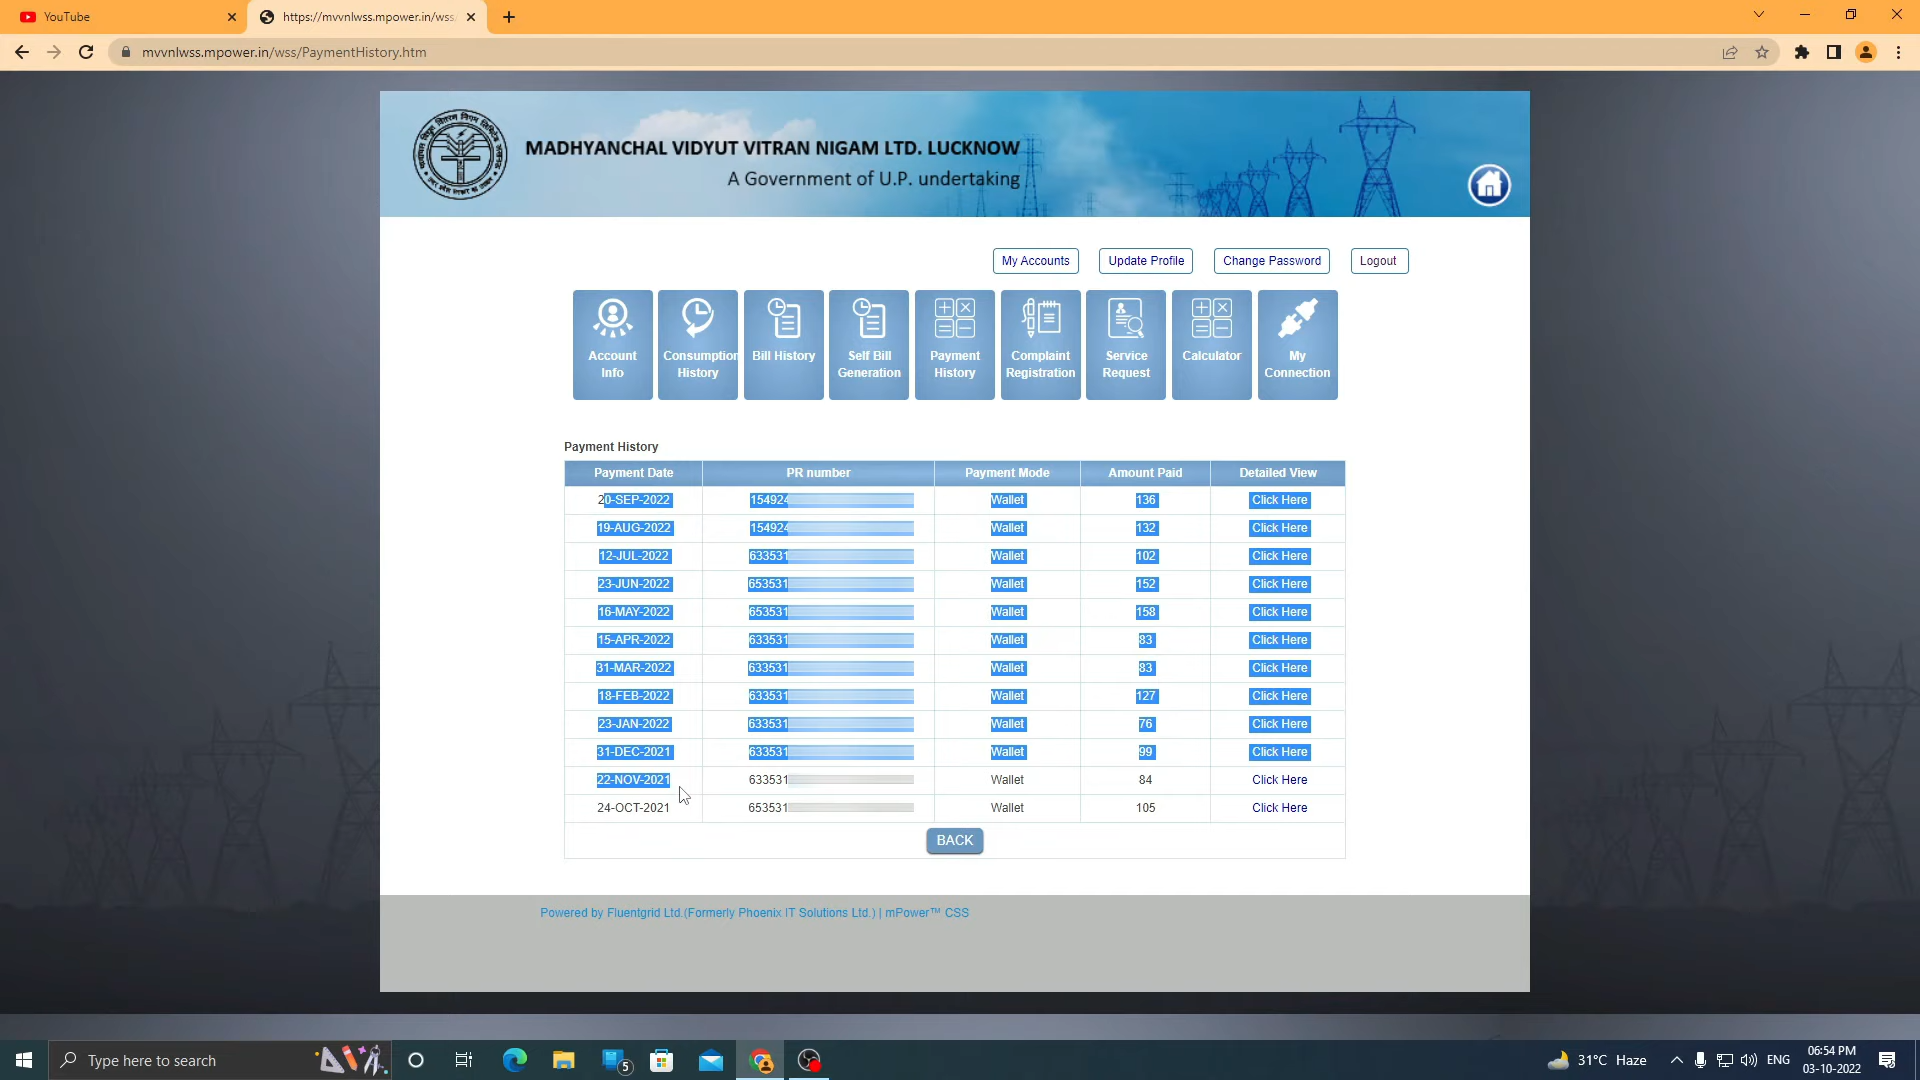 YouTube
https://mvvnlwss.mpower.in/wss
mvvnlwss.mpower.in/wss/PaymentHistory.htm
MADHYANCHAL VIDYUT VITRAN NIGAM LTD. LUCKNOW
A Government of U.P. undertaking
My Accounts Update Profile Change Password Logout
Account Info
Consumption History
Bill History
Self Bill Generation
Payment History
Complaint Registration
Service Request
Calculator
My Connection
Payment History
Payment Date PR number Payment Mode Amount Paid Detailed View
20-SEP-2022 154924 Wallet 136 Click Here
19-AUG-2022 154924 Wallet 132 Click Here
12-JUL-2022 633531 Wallet 102 Click Here
23-JUN-2022 653531 Wallet 152 Click Here
16-MAY-2022 653531 Wallet 158 Click Here
15-APR-2022 633531 Wallet 83 Click Here
31-MAR-2022 633531 Wallet 83 Click Here
18-FEB-2022 633531 Wallet 127 Click Here
23-JAN-2022 633531 Wallet 76 Click Here
31-DEC-2021 633531 Wallet 99 Click Here
22-NOV-2021 633531 Wallet 84 Click Here
24-OCT-2021 653531 Wallet 105 Click Here
BACK
Powered by Fluentgrid Ltd.(Formerly Phoenix IT Solutions Ltd.) | mPower™ CSS
Type here to search
5
31°C Haze
ENG
06:54 PM
03-10-2022